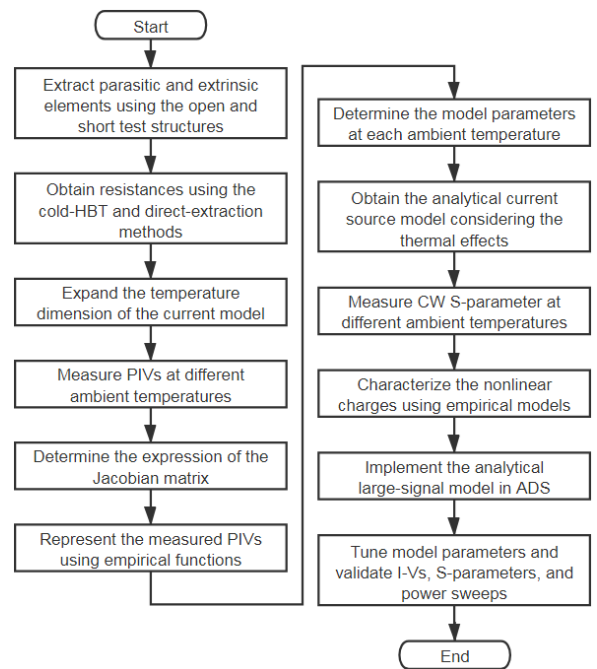 Start
Extract parasitic and extrinsic
elements using the open and
short test structures
Obtain resistances using the
cold-HBT and direct-extraction
methods
Expand the temperature
dimension of the current model
Measure PIVs at different
ambient temperatures
Determine the expression of the
Jacobian matrix
Represent the measured PIVs
using empirical functions
Determine the model parameters
at each ambient temperature
Obtain the analytical current
source model considering the
thermal effects
Measure CW S-parameter at
different ambient temperatures
Characterize the nonlinear
charges using empirical models
Implement the analytical
large-signal model in ADS
Tune model parameters and
validate I-Vs, S-parameters, and
power sweeps
End